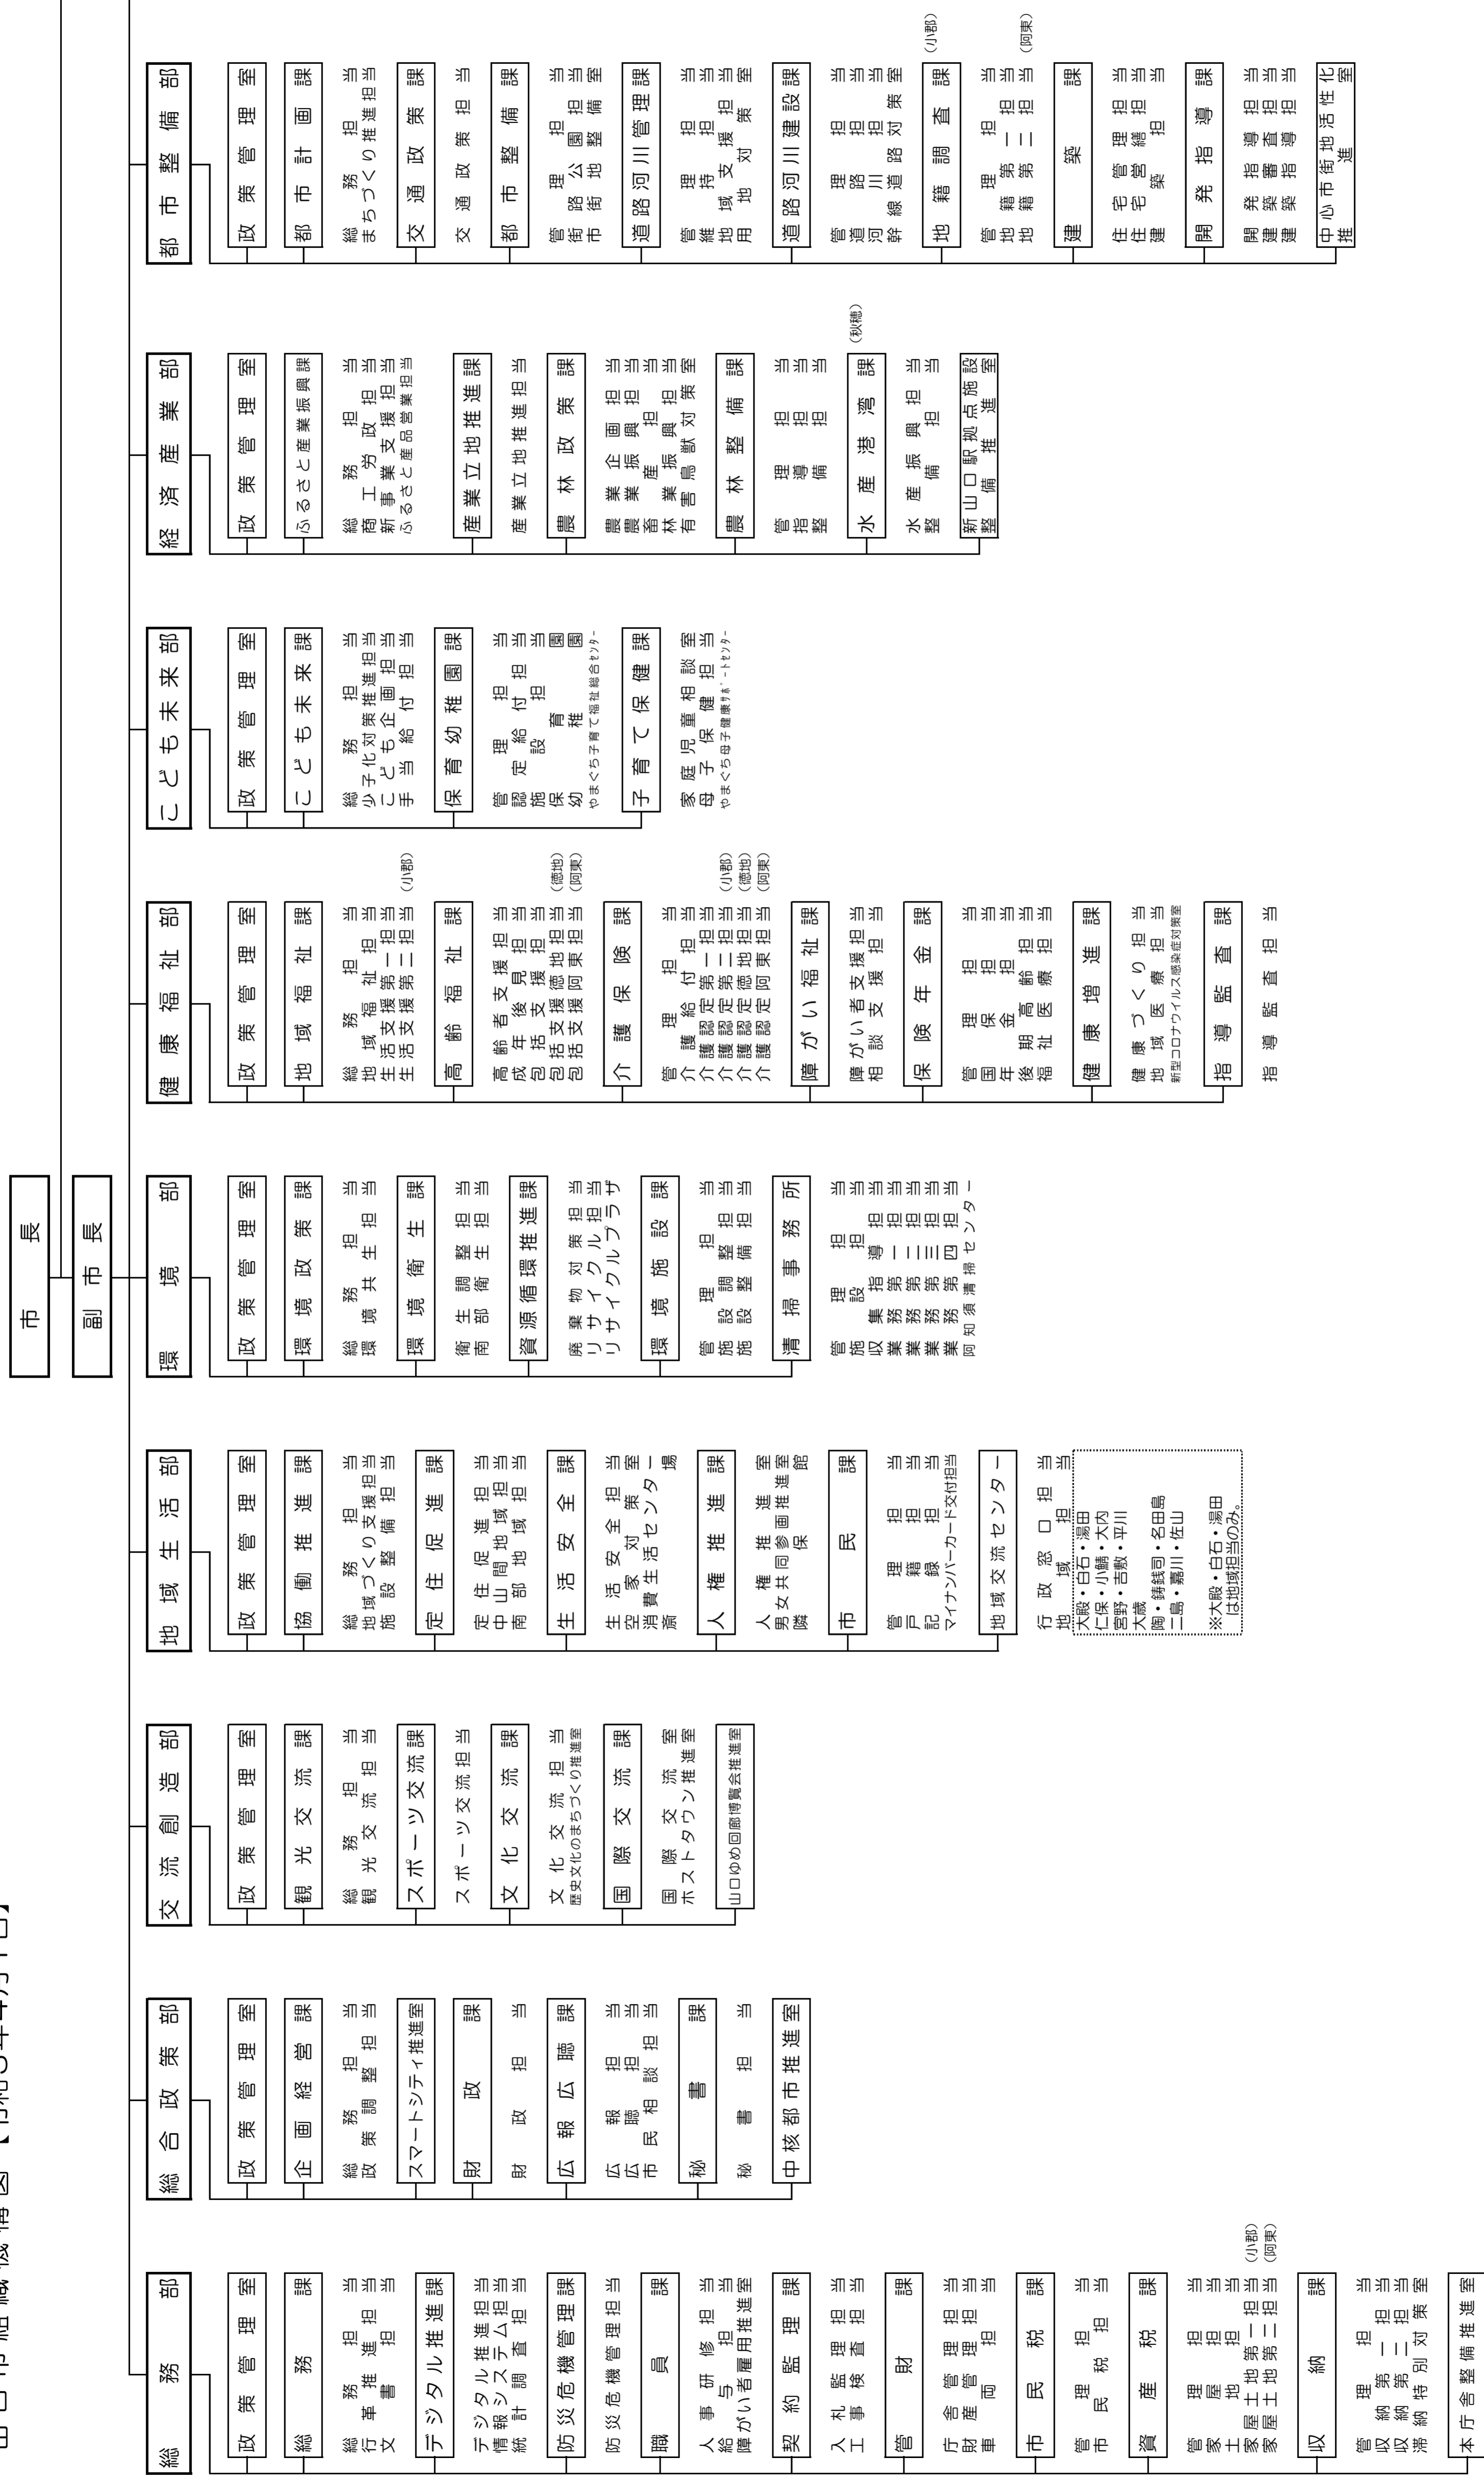 市長
副市長
総務部
政策管理室
総務課
総務担当
行革推進担当
文書担当
デジタル推進課
デジタル推進担当
情報システム担当
統計調査担当
防災危機管理課
防災危機管理担当
職員課
人事研修担当
給与担当
障がい者雇用推進室
契約監理課
入札監理担当
工事検査担当
管財課
庁舎管理担当
財産管理担当
車両担当
市民税課
管理担当
市民税担当
資産税課
管理担当
家屋担当
土地担当
家屋土地第一担当（小郡）
家屋土地第二担当（阿東）
収納課
管理担当
収納第一担当
収納第二担当
滞納特別対策室
本庁舎整備推進室
総合政策部
政策管理室
企画経営課
総務担当
政策調整担当
スマートシティ推進室
財政課
財政担当
広報広聴課
広報担当
広聴担当
市民相談担当
秘書課
秘書担当
中核都市推進室
交流創造部
政策管理室
観光交流課
総務担当
観光交流担当
スポーツ交流課
スポーツ交流担当
文化交流課
文化交流担当
歴史文化のまちづくり推進室
国際交流課
国際交流室
ホストタウン推進室
山口ゆめ回廊博覧会推進室
地域生活部
政策管理室
協働推進課
総務担当
地域づくり支援担当
施設整備担当
定住促進課
定住促進担当
中山間地域担当
南部地域担当
生活安全課
生活安全担当
空家対策室
消費生活センター
斎場
人権推進課
人権推進室
男女共同参画推進室
隣保館
市民課
管理担当
戸籍担当
記録担当
マイナンバーカード交付担当
地域交流センター
行政窓口担当
地域担当
大殿・白石・湯田
仁保・小鯖・大内
宮野・吉敷・平川
大歳
陶・鋳銭司・名田島
二島・嘉川・佐山
※大殿・白石・湯田
は地域担当のみ。
環境部
政策管理室
環境政策課
総務担当
環境共生担当
環境衛生課
衛生調整担当
南部衛生担当
資源循環推進課
廃棄物対策担当
リサイクル担当
リサイクルプラザ
環境施設課
管理担当
施設調整担当
施設整備担当
清掃事務所
管理担当
施設担当
収集指導担当
業務第一担当
業務第二担当
業務第三担当
業務第四担当
阿知須清掃センター
健康福祉部
政策管理室
地域福祉課
総務担当
地域福祉担当
生活支援第一担当
生活支援第二担当（小郡）
高齢福祉課
高齢者支援担当
成年後見担当
包括支援担当
包括支援徳地担当（徳地）
包括支援阿東担当（阿東）
介護保険課
管理担当
介護給付担当
介護認定第一担当
介護認定第二担当（小郡）
介護認定徳地担当（徳地）
介護認定阿東担当（阿東）
障がい福祉課
障がい者支援担当
相談支援担当
保険年金課
管理担当
国保担当
年金担当
後期高齢担当
福祉医療担当
健康増進課
健康づくり担当
地域医療担当
新型コロナウイルス感染症対策室
指導監査課
指導監査担当
こども未来部
政策管理室
こども未来課
総務担当
少子化対策推進担当
こども企画担当
手当給付担当
保育幼稚園課
管理担当
認定給付担当
施設担当
保育園
幼稚園
やまぐち子育て福祉総合ｾﾝﾀｰ
子育て保健課
家庭児童相談室
母子保健担当
やまぐち母子健康ｻﾎﾟｰﾄｾﾝﾀｰ
経済産業部
政策管理室
ふるさと産業振興課
総務担当
商工労政担当
新事業支援担当
ふるさと産品営業担当
産業立地推進課
産業立地推進担当
農林政策課
農業企画担当
農業振興担当
畜産担当
林業振興担当
有害鳥獣対策室
農林整備課
管理担当
指導担当
整備担当
水産港湾課（秋穂）
水産振興担当
整備担当
新山口駅拠点施設
整備推進室
都市整備部
政策管理室
都市計画課
総務担当
まちづくり推進担当
交通政策課
交通政策担当
都市整備課
管理担当
街路公園担当
市街地整備室
道路河川管理課
管理担当
維持担当
地域支援担当
用地対策室
道路河川建設課
管理担当
道路担当
河川担当
幹線道路対策室
地籍調査課（小郡）
管理担当
地籍第一担当
地籍第二担当（阿東）
建築課
住宅管理担当
住宅営繕担当
建築担当
開発指導課
開発指導担当
建築審査担当
建築指導担当
中心市街地活性化
推進室